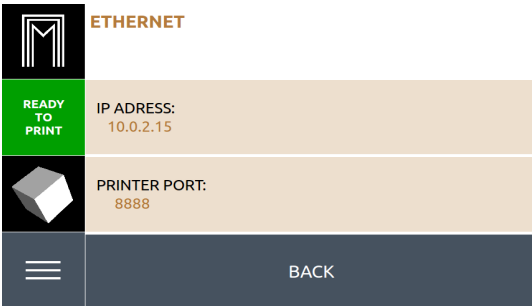 ETHERNET
READY
TO
PRINT
IP ADRESS:
10.0.2.15
PRINTER PORT:
8888
BACK